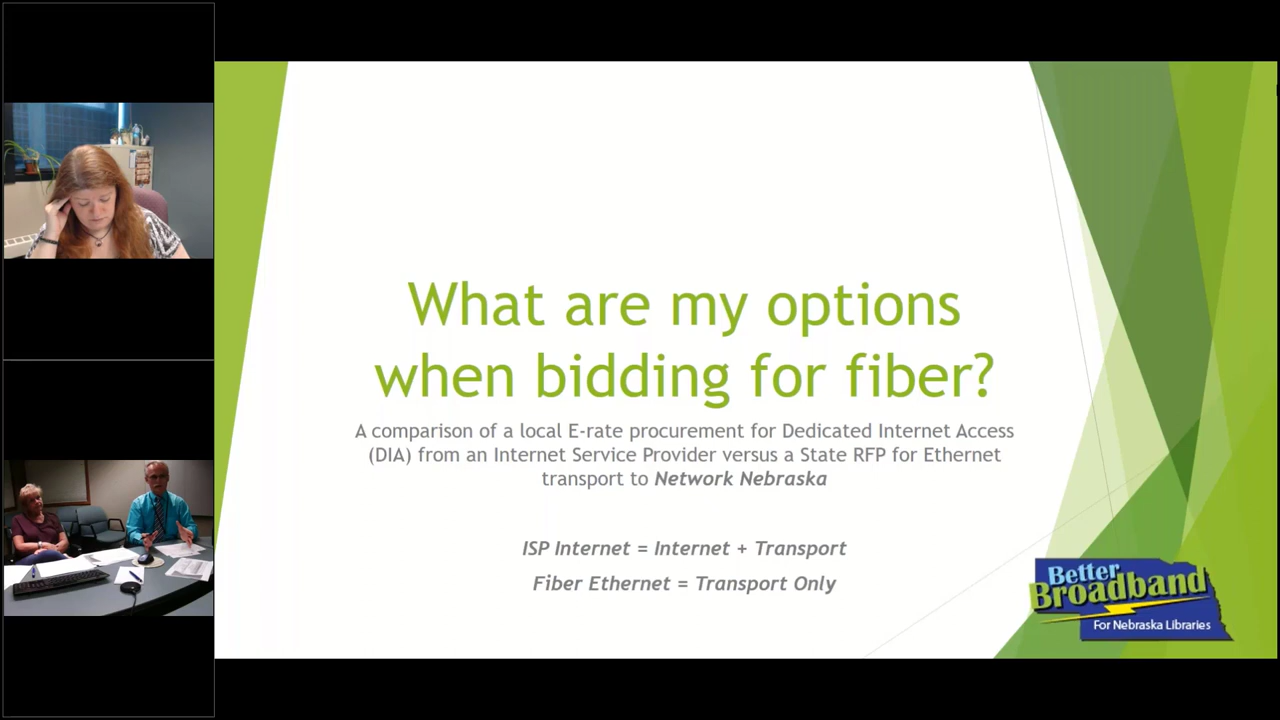 What are my options
when bidding for fiber?
A comparison of a local E-rate procurement for Dedicated Internet Access
(DIA) from an Internet Service Provider versus a State RFP for Ethernet
transport to Network Nebraska
ISP Internet = Internet + Transport
Fiber Ethernet = Transport Only
Better
Broadband
For Nebraska Libraries